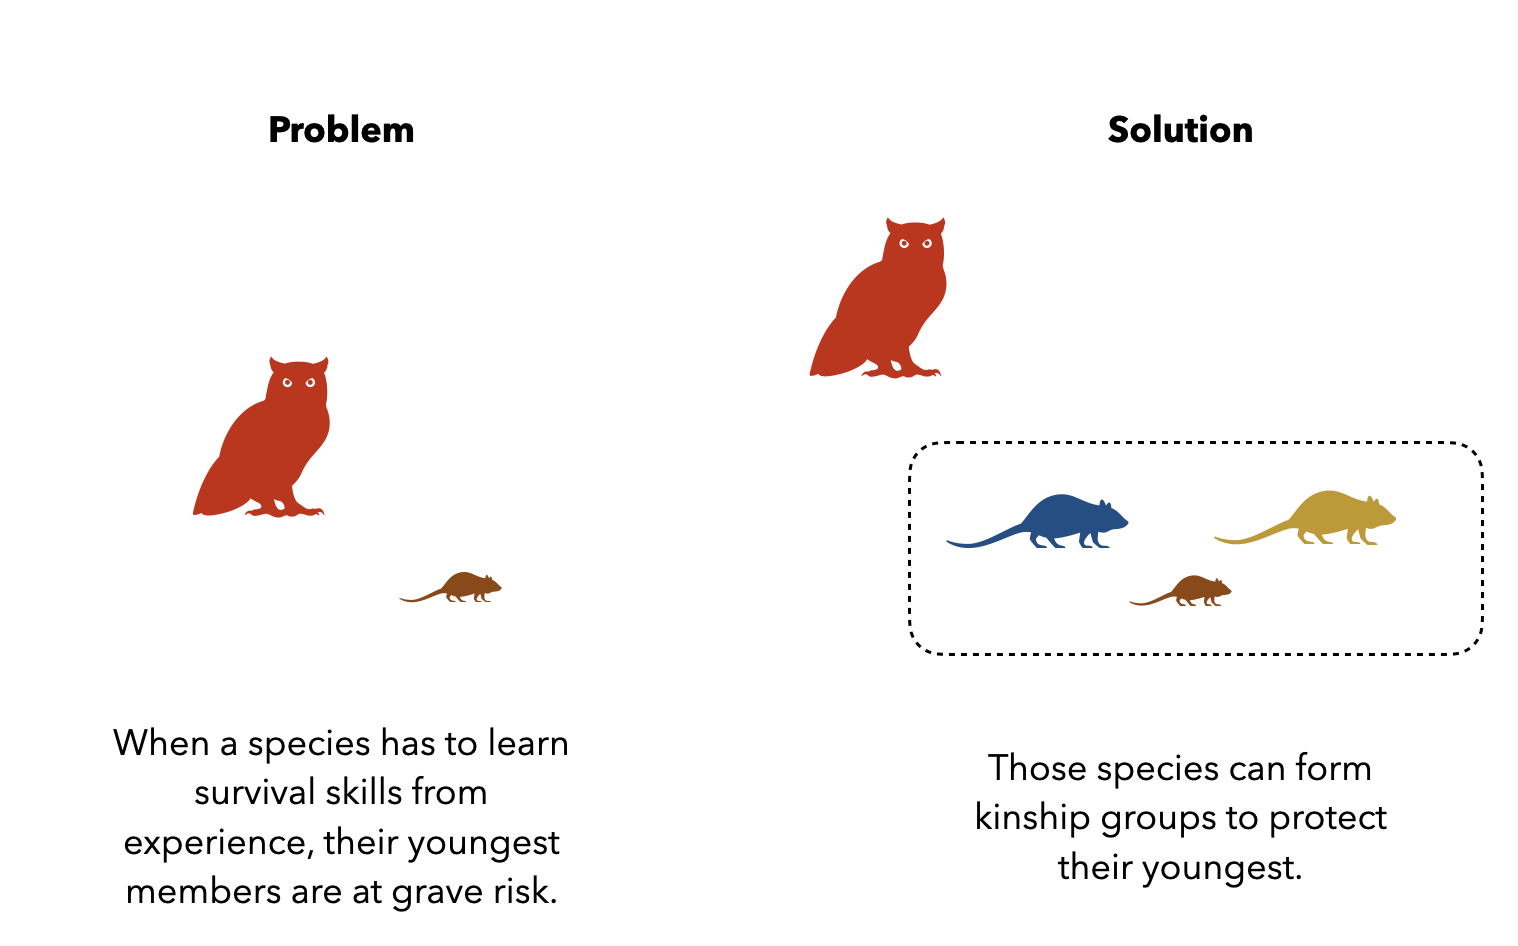 Problem
When a species has to learn
survival skills from
experience, their youngest
members are at grave risk.
Solution
Those species can form
kinship groups to protect
their youngest.